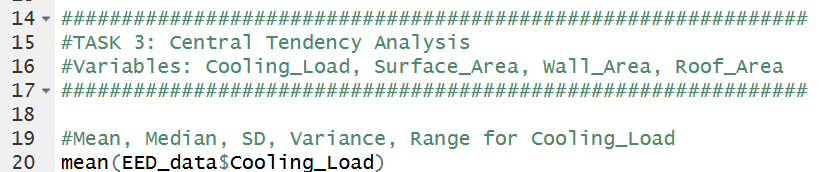 14 ##############################################################
15 #TASK 3: Central Tendency Analysis
16 #Variables: Cooling_Load, Surface_Area, Wall_Area, Roof_Area
17 ##############################################################
18
19 #Mean, Median, SD, Variance, Range for Cooling_Load
20 mean(EED_data$Cooling_Load)